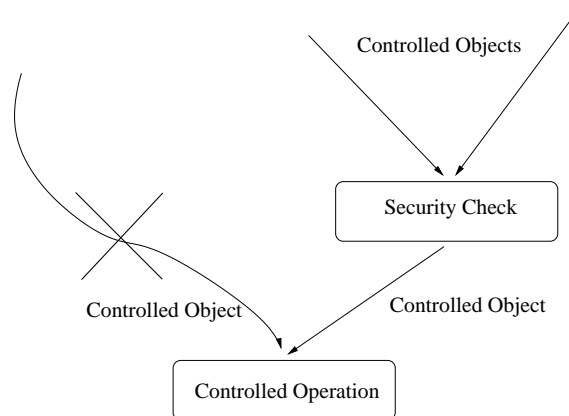 Controlled Objects
Security Check
Controlled Object
Controlled Object
Controlled Operation